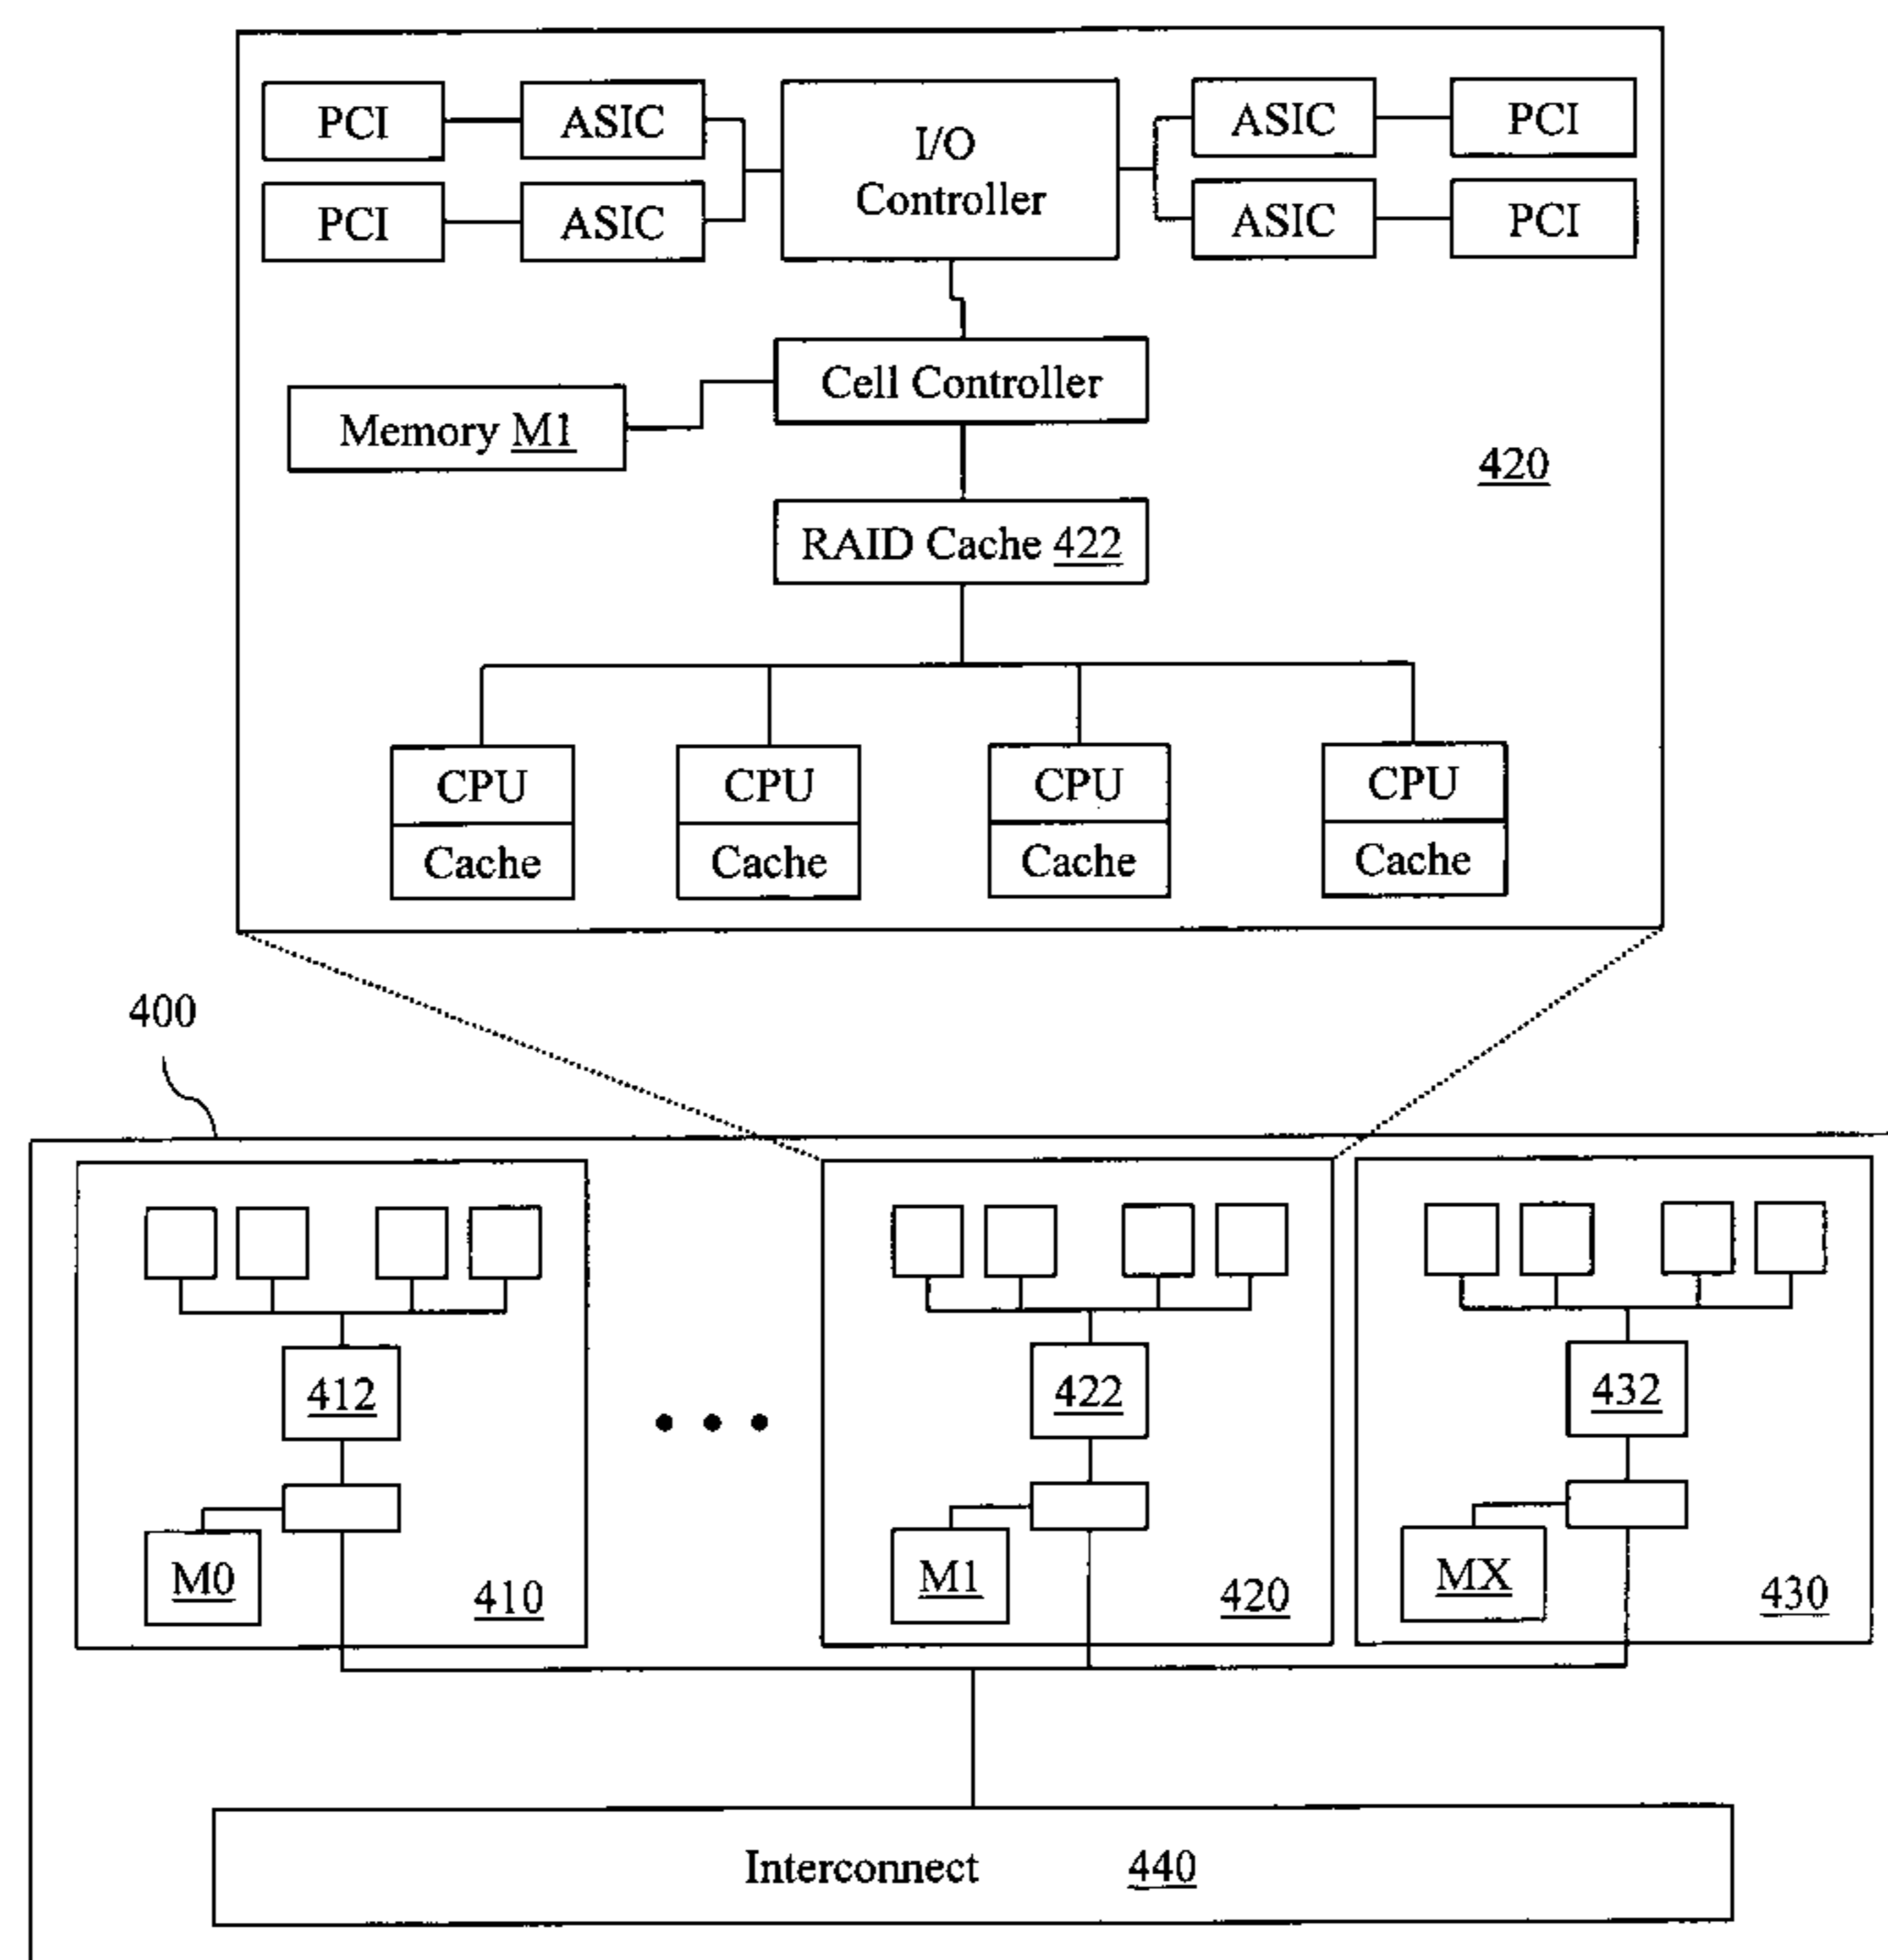 PCI ASIC I/O Controller ASIC PCI
PCI ASIC ASIC PCI
Cell Controller
Memory M1
420
RAID Cache 422
CPU CPU CPU CPU
Cache Cache Cache Cache
400
412 422 432
M0 410 M1 420 MX 430
Interconnect 440